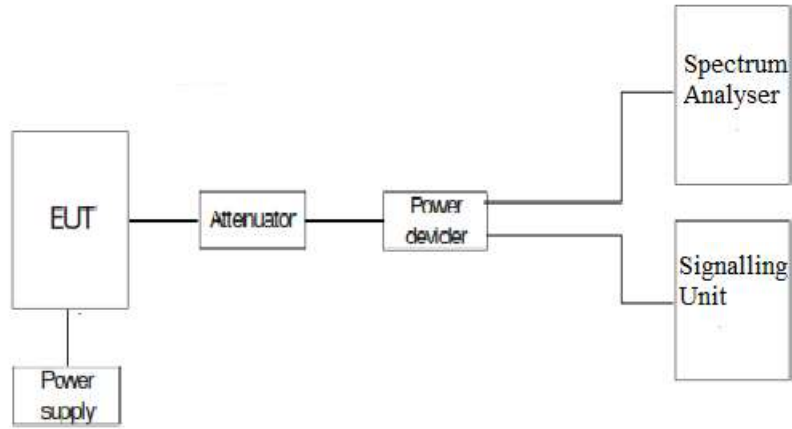 Spectrum
Analyser
EUT
Attenuator
Power
devider
Signalling
Unit
Power
supply